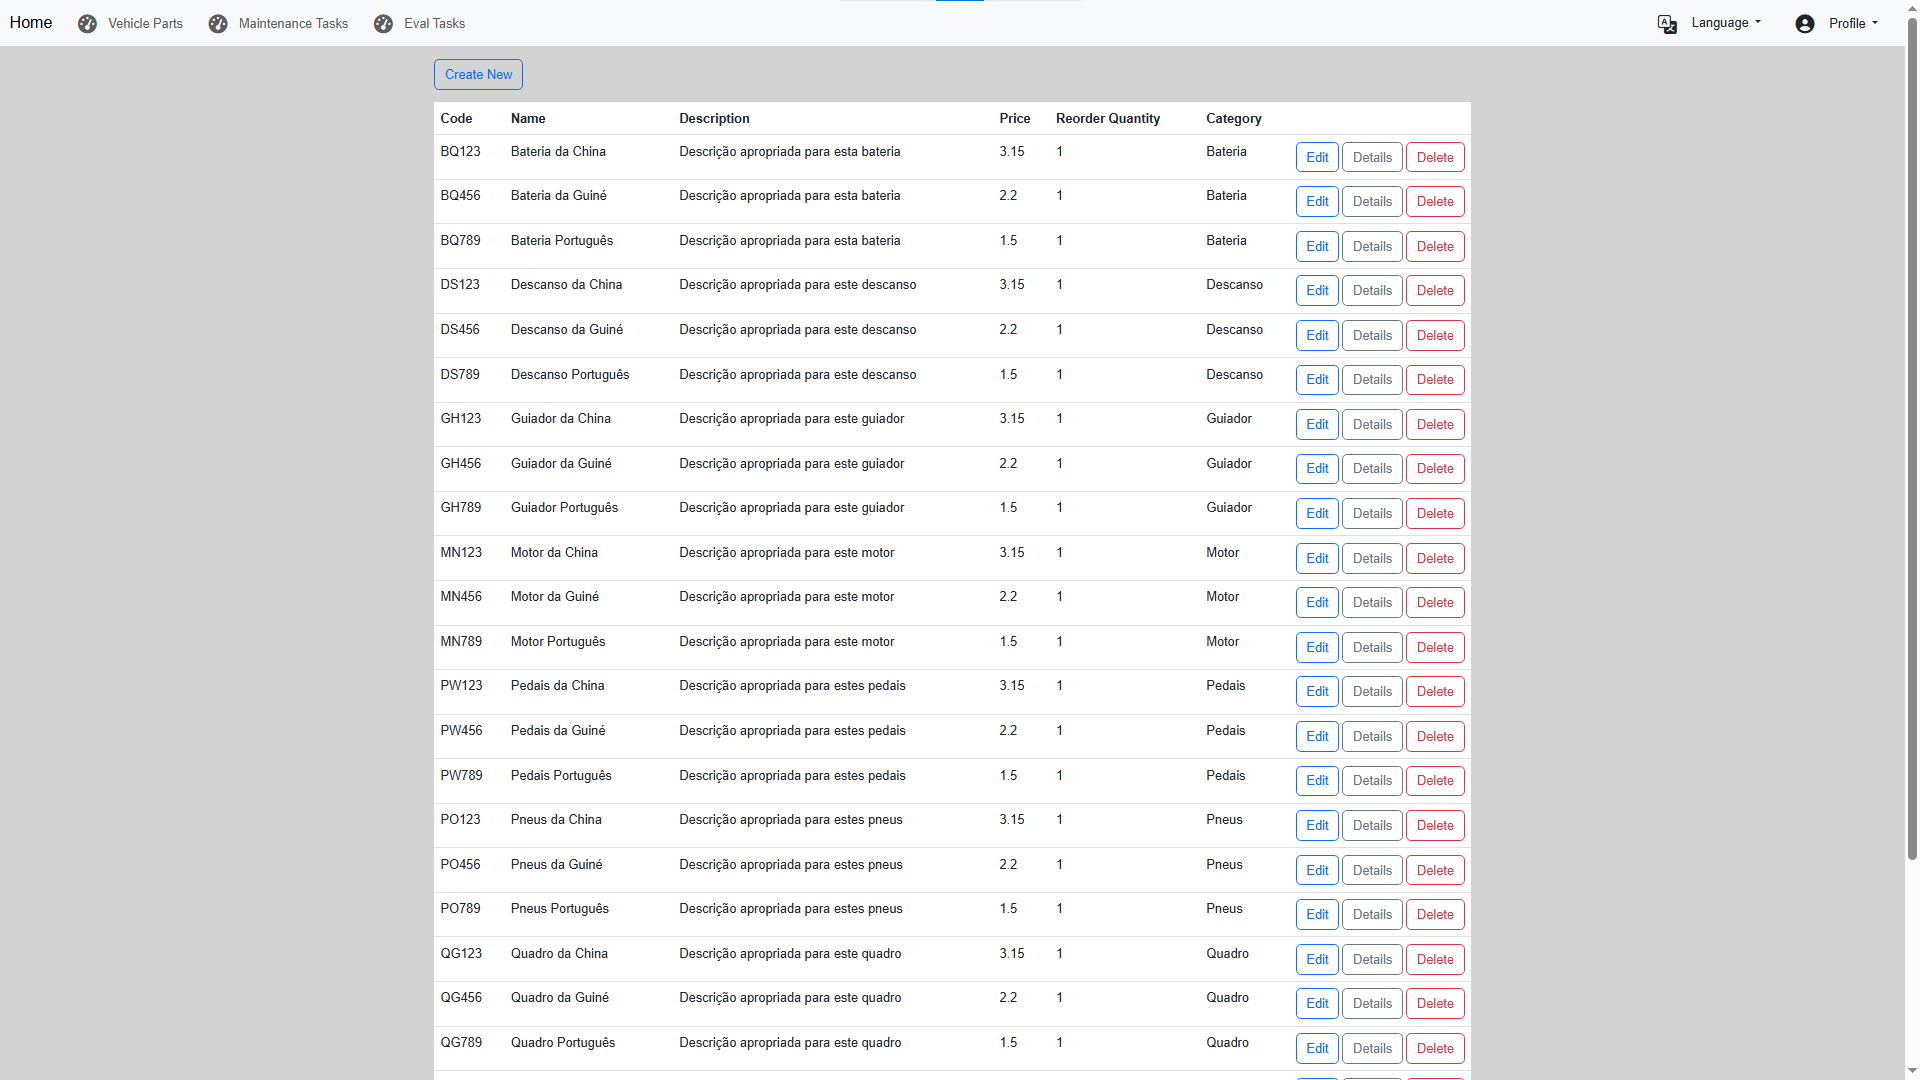 Home Vehicle Parts Maintenance Tasks Eval Tasks Language Profile
Create New
Code Name Description Price Reorder Quantity Category
BQ123 Bateria da China Descrição apropriada para esta bateria 3.15 1 Bateria Edit Details Delete
BQ456 Bateria da Guiné Descrição apropriada para esta bateria 2.2 1 Bateria Edit Details Delete
BQ789 Bateria Português Descrição apropriada para esta bateria 1.5 1 Bateria Edit Details Delete
DS123 Descanso da China Descrição apropriada para este descanso 3.15 1 Descanso Edit Details Delete
DS456 Descanso da Guiné Descrição apropriada para este descanso 2.2 1 Descanso Edit Details Delete
DS789 Descanso Português Descrição apropriada para este descanso 1.5 1 Descanso Edit Details Delete
GH123 Guiador da China Descrição apropriada para este guiador 3.15 1 Guiador Edit Details Delete
GH456 Guiador da Guiné Descrição apropriada para este guiador 2.2 1 Guiador Edit Details Delete
GH789 Guiador Português Descrição apropriada para este guiador 1.5 1 Guiador Edit Details Delete
MN123 Motor da China Descrição apropriada para este motor 3.15 1 Motor Edit Details Delete
MN456 Motor da Guiné Descrição apropriada para este motor 2.2 1 Motor Edit Details Delete
MN789 Motor Português Descrição apropriada para este motor 1.5 1 Motor Edit Details Delete
PW123 Pedais da China Descrição apropriada para estes pedais 3.15 1 Pedais Edit Details Delete
PW456 Pedais da Guiné Descrição apropriada para estes pedais 2.2 1 Pedais Edit Details Delete
PW789 Pedais Português Descrição apropriada para estes pedais 1.5 1 Pedais Edit Details Delete
PO123 Pneus da China Descrição apropriada para estes pneus 3.15 1 Pneus Edit Details Delete
PO456 Pneus da Guiné Descrição apropriada para estes pneus 2.2 1 Pneus Edit Details Delete
PO789 Pneus Português Descrição apropriada para estes pneus 1.5 1 Pneus Edit Details Delete
QG123 Quadro da China Descrição apropriada para este quadro 3.15 1 Quadro Edit Details Delete
QG456 Quadro da Guiné Descrição apropriada para este quadro 2.2 1 Quadro Edit Details Delete
QG789 Quadro Português Descrição apropriada para este quadro 1.5 1 Quadro Edit Details Delete